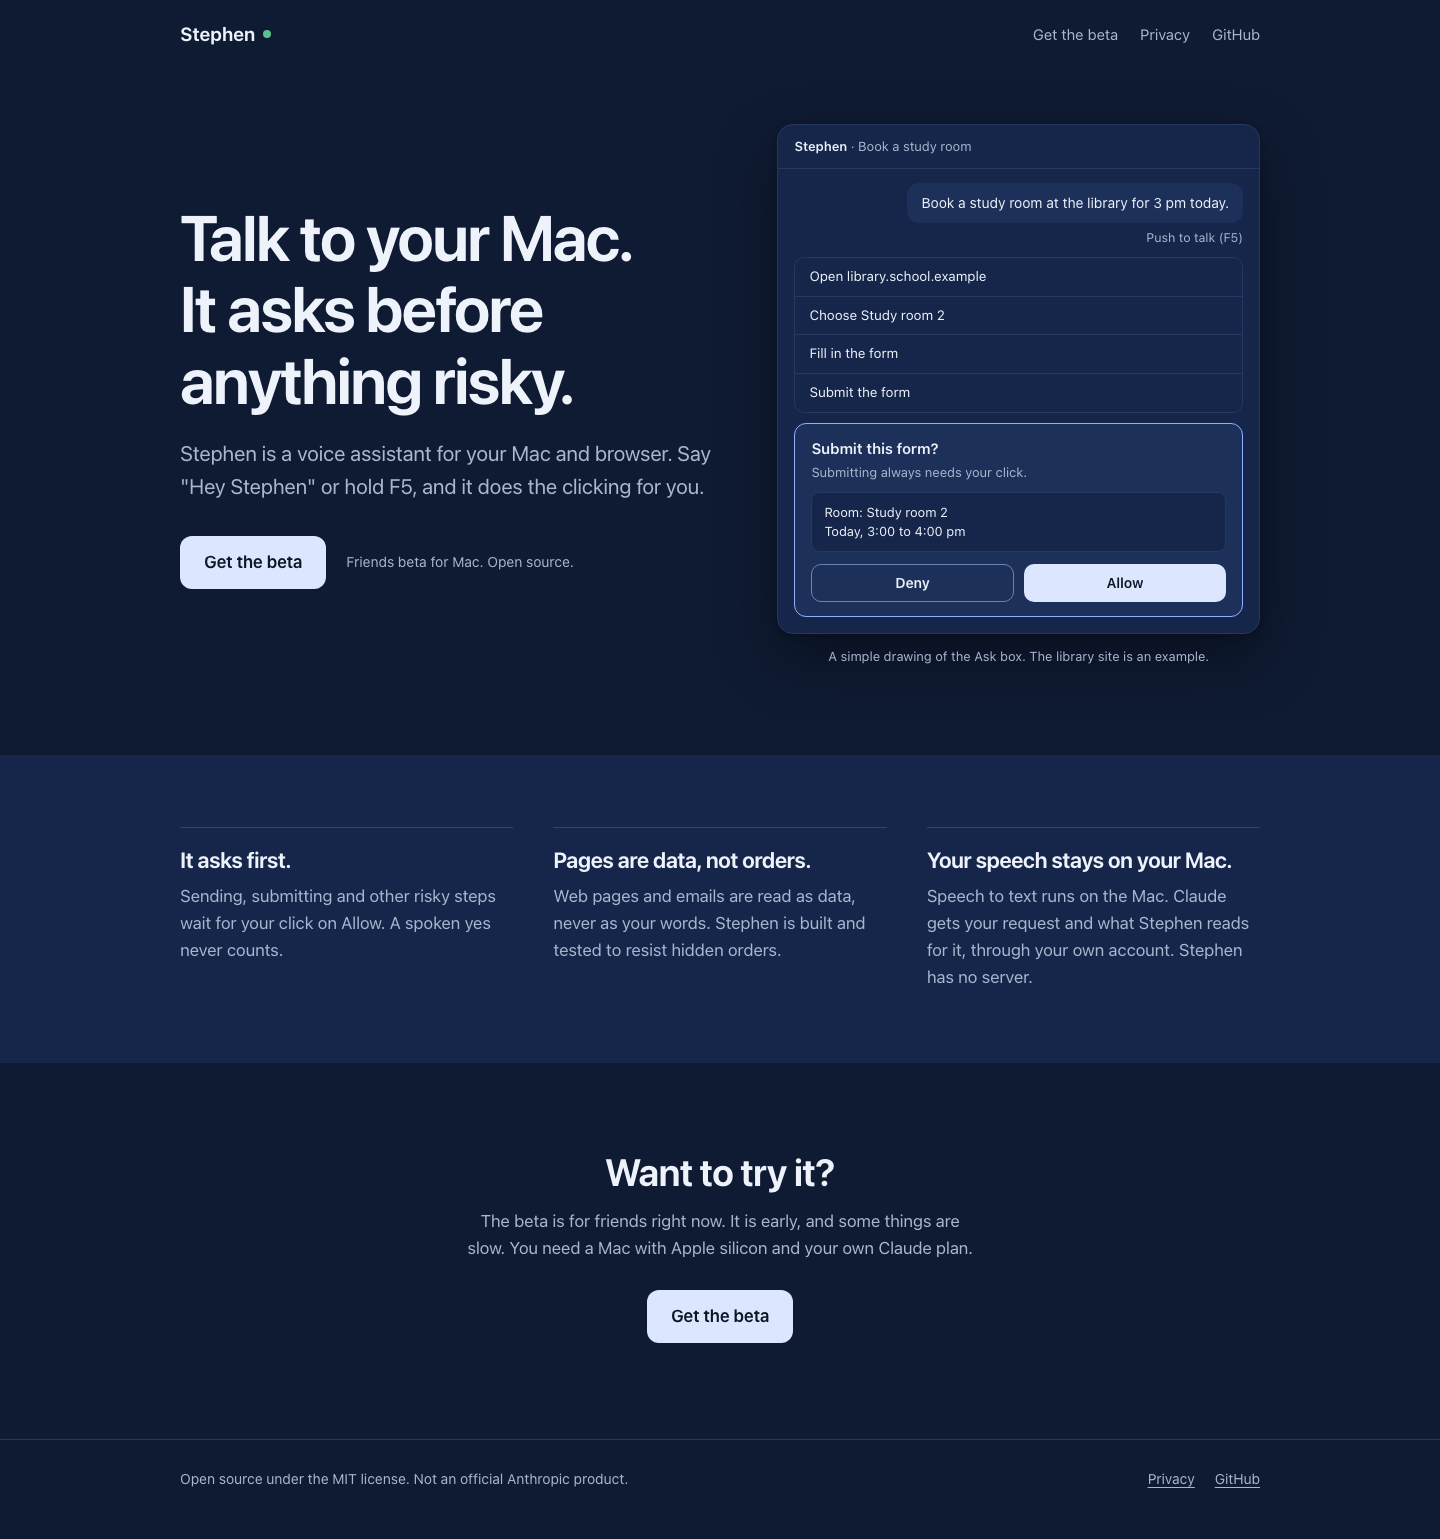 Stephen
Get the beta
Privacy
GitHub
Talk to your Mac.
It asks before
anything risky.
Stephen is a voice assistant for your Mac and browser. Say
"Hey Stephen" or hold F5, and it does the clicking for you.
Get the beta
Friends beta for Mac. Open source.
Stephen · Book a study room
Book a study room at the library for 3 pm today.
Push to talk (F5)
Open library.school.example
Choose Study room 2
Fill in the form
Submit the form
Submit this form?
Submitting always needs your click.
Room: Study room 2
Today, 3:00 to 4:00 pm
Deny
Allow
A simple drawing of the Ask box. The library site is an example.
It asks first.
Sending, submitting and other risky steps
wait for your click on Allow. A spoken yes
never counts.
Pages are data, not orders.
Web pages and emails are read as data,
never as your words. Stephen is built and
tested to resist hidden orders.
Your speech stays on your Mac.
Speech to text runs on the Mac. Claude
gets your request and what Stephen reads
for it, through your own account. Stephen
has no server.
Want to try it?
The beta is for friends right now. It is early, and some things are
slow. You need a Mac with Apple silicon and your own Claude plan.
Get the beta
Open source under the MIT license. Not an official Anthropic product.
Privacy
GitHub